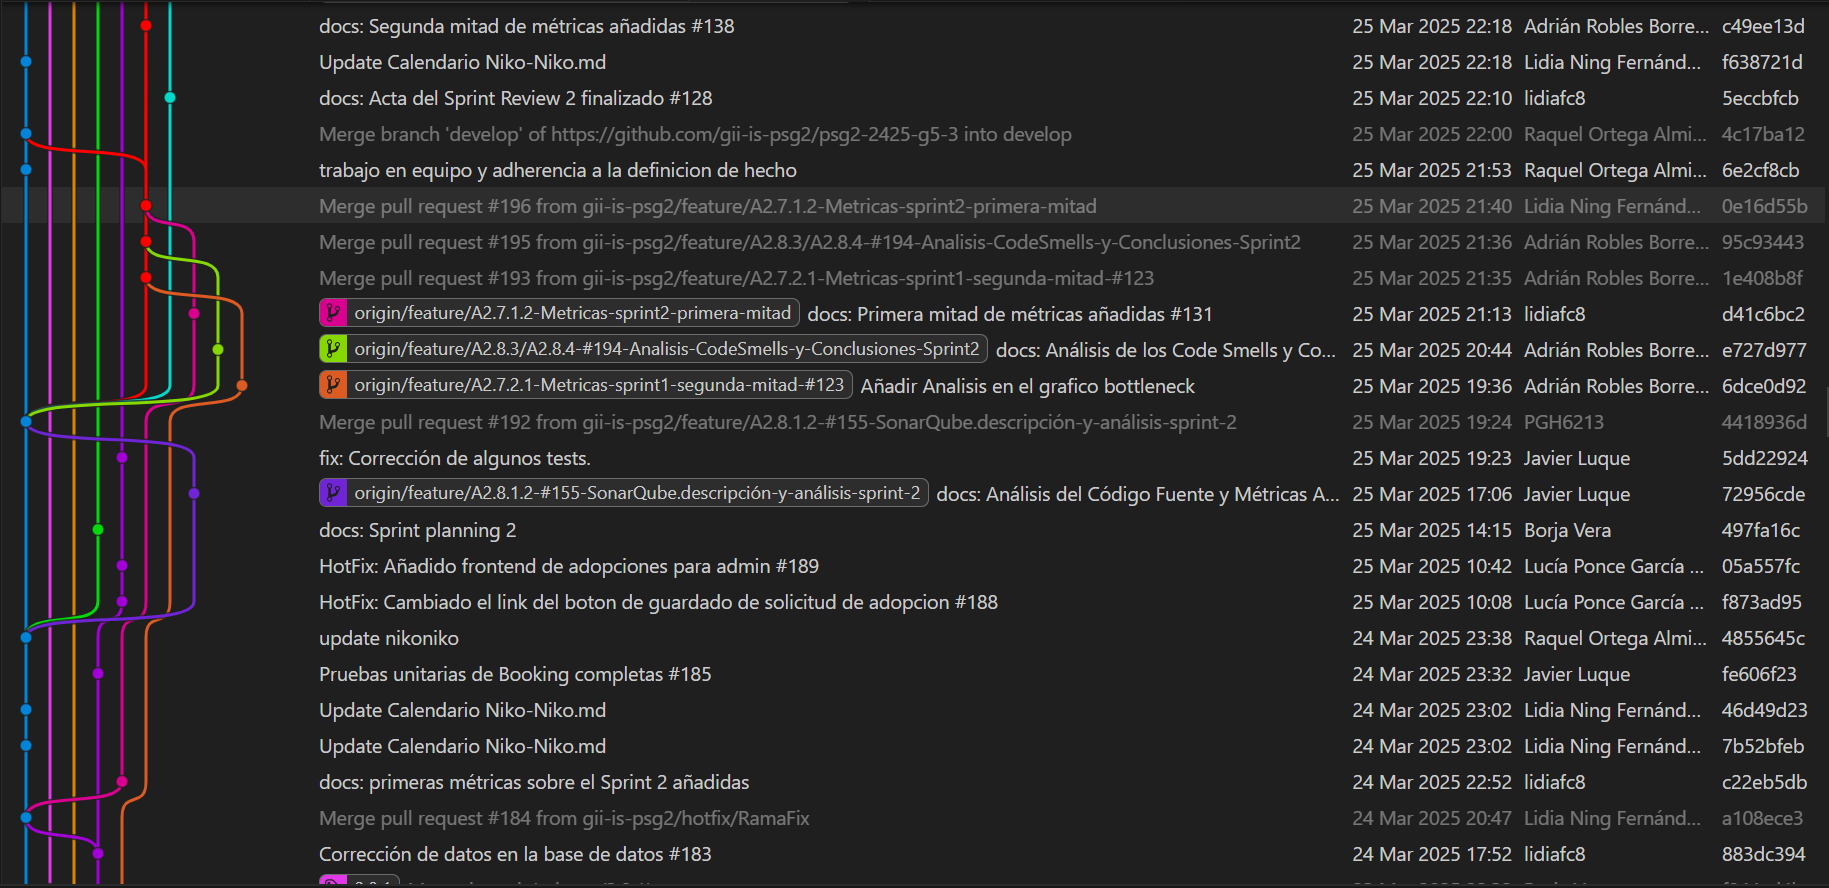 docs: Segunda mitad de métricas añadidas #138 25 Mar 2025 22:18 Adrián Robles Borre... c49ee13d
Update Calendario Niko-Niko.md 25 Mar 2025 22:18 Lidia Ning Fernánd... f638721d
docs: Acta del Sprint Review 2 finalizado #128 25 Mar 2025 22:10 lidiafc8 5eccbfcb
Merge branch 'develop' of https://github.com/gii-is-psg2/psg2-2425-g5-3 into develop 25 Mar 2025 22:00 Raquel Ortega Almi... 4c17ba12
trabajo en equipo y adherencia a la definicion de hecho 25 Mar 2025 21:53 Raquel Ortega Almi... 6e2cf8cb
Merge pull request #196 from gii-is-psg2/feature/A2.7.1.2-Metricas-sprint2-primera-mitad 25 Mar 2025 21:40 Lidia Ning Fernánd... 0e16d55b
Merge pull request #195 from gii-is-psg2/feature/A2.8.3/A2.8.4-#194-Analisis-CodeSmells-y-Conclusiones-Sprint2 25 Mar 2025 21:36 Adrián Robles Borre... 95c93443
Merge pull request #193 from gii-is-psg2/feature/A2.7.2.1-Metricas-sprint1-segunda-mitad-#123 25 Mar 2025 21:35 Adrián Robles Borre... 1e408b8f
origin/feature/A2.7.1.2-Metricas-sprint2-primera-mitad docs: Primera mitad de métricas añadidas #131 25 Mar 2025 21:13 lidiafc8 d41c6bc2
origin/feature/A2.8.3/A2.8.4-#194-Analisis-CodeSmells-y-Conclusiones-Sprint2 docs: Análisis de los Code Smells y Co... 25 Mar 2025 20:44 Adrián Robles Borre... e727d977
origin/feature/A2.7.2.1-Metricas-sprint1-segunda-mitad-#123 Añadir Analisis en el grafico bottleneck 25 Mar 2025 19:36 Adrián Robles Borre... 6dce0d92
Merge pull request #192 from gii-is-psg2/feature/A2.8.1.2-#155-SonarQube.descripción-y-análisis-sprint-2 25 Mar 2025 19:24 PGH6213 4418936d
fix: Corrección de algunos tests. 25 Mar 2025 19:23 Javier Luque 5dd22924
origin/feature/A2.8.1.2-#155-SonarQube.descripción-y-análisis-sprint-2 docs: Análisis del Código Fuente y Métricas A... 25 Mar 2025 17:06 Javier Luque 72956cde
docs: Sprint planning 2 25 Mar 2025 14:15 Borja Vera 497fa16c
HotFix: Añadido frontend de adopciones para admin #189 25 Mar 2025 10:42 Lucía Ponce García ... 05a557fc
HotFix: Cambiado el link del boton de guardado de solicitud de adopcion #188 25 Mar 2025 10:08 Lucía Ponce García ... f873ad95
update nikoniko 24 Mar 2025 23:38 Raquel Ortega Almi... 4855645c
Pruebas unitarias de Booking completas #185 24 Mar 2025 23:32 Javier Luque fe606f23
Update Calendario Niko-Niko.md 24 Mar 2025 23:02 Lidia Ning Fernánd... 46d49d23
Update Calendario Niko-Niko.md 24 Mar 2025 23:02 Lidia Ning Fernánd... 7b52bfeb
docs: primeras métricas sobre el Sprint 2 añadidas 24 Mar 2025 22:52 lidiafc8 c22eb5db
Merge pull request #184 from gii-is-psg2/hotfix/RamaFix 24 Mar 2025 20:47 Lidia Ning Fernánd... a108ece3
Corrección de datos en la base de datos #183 24 Mar 2025 17:52 lidiafc8 883dc394